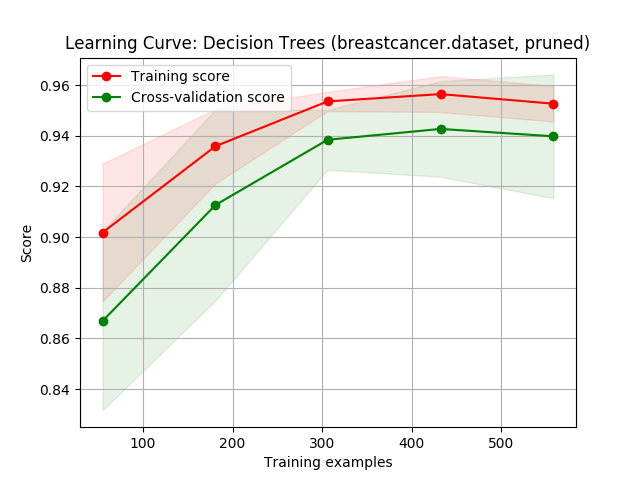 Learning Curve: Decision Trees (breastcancer.dataset, pruned)
Training score
Cross-validation score
0.96
0.94
0.92
0.90
0.88
0.86
0.84
Score
100
200
300
400
500
Training examples